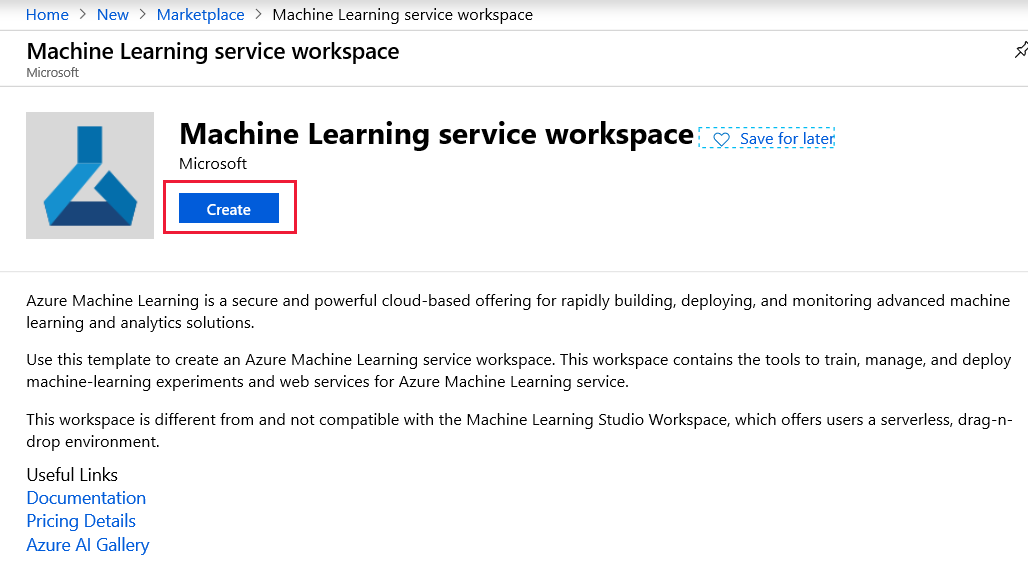 Home > New > Marketplace > Machine Learning service workspace
Machine Learning service workspace
Microsoft
Machine Learning service workspace Save for later
Microsoft
Create
Azure Machine Learning is a secure and powerful cloud-based offering for rapidly building, deploying, and monitoring advanced machine
learning and analytics solutions.
Use this template to create an Azure Machine Learning service workspace. This workspace contains the tools to train, manage, and deploy
machine-learning experiments and web services for Azure Machine Learning service.
This workspace is different from and not compatible with the Machine Learning Studio Workspace, which offers users a serverless, drag-n-
drop environment.
Useful Links
Documentation
Pricing Details
Azure AI Gallery